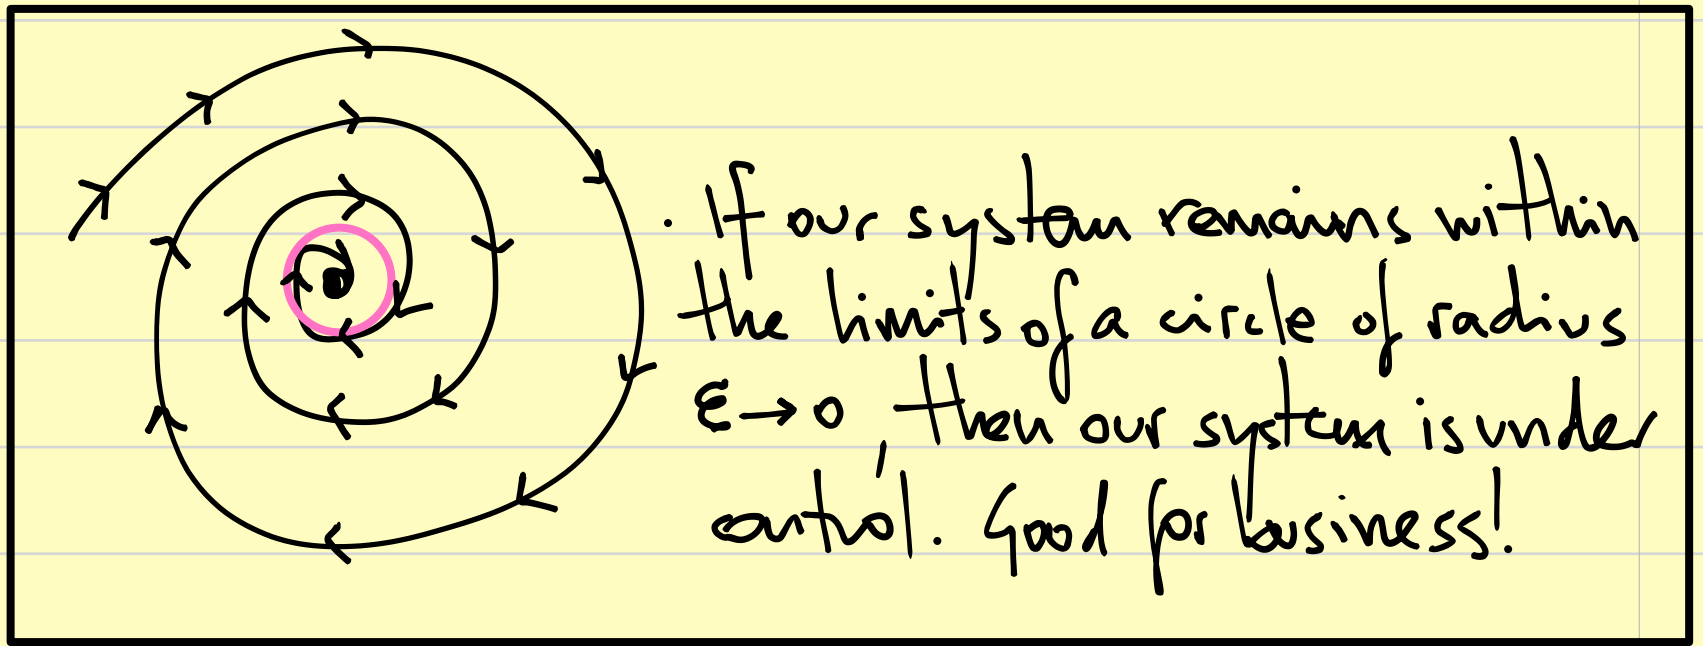 . If our system remains within
the limits of a circle of radius
ε→0, then our system is under
control. Good for business!